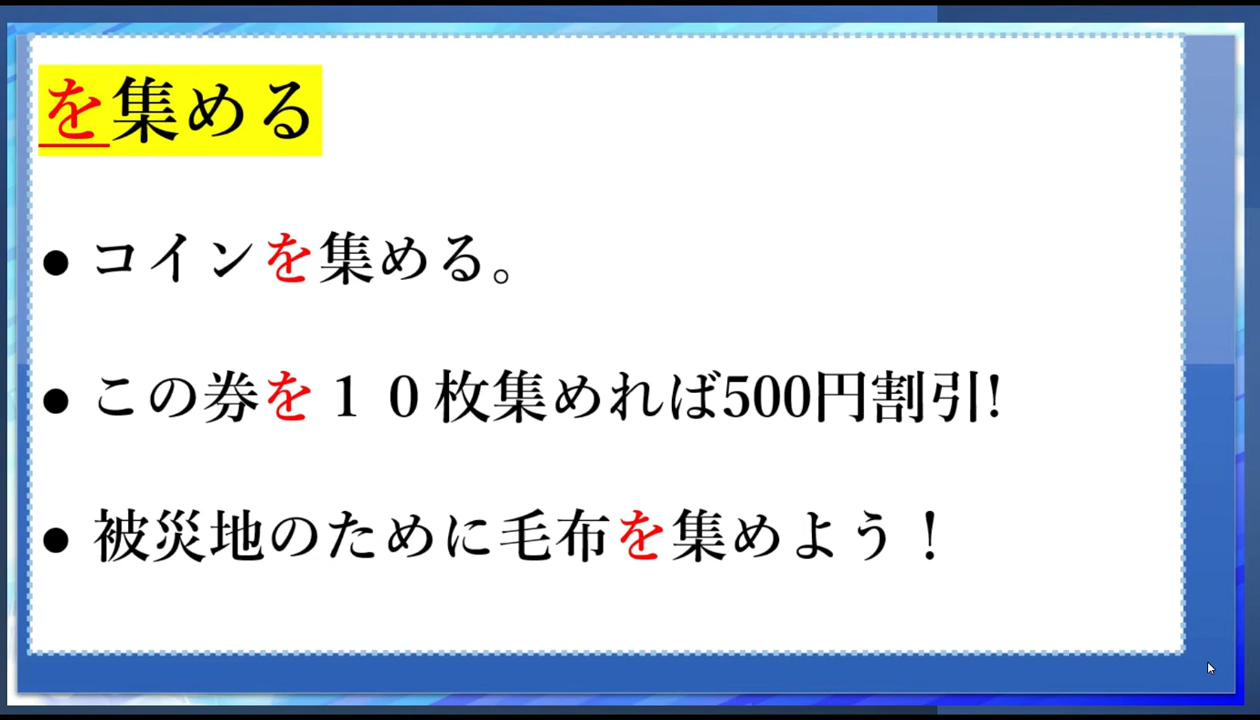 を集める
● コインを集める。
● この券を１０枚集めれば500円割引!
● 被災地のために毛布を集めよう！